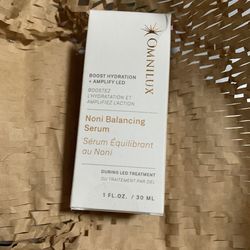 OMNILUX
BOOST HYDRATION
+ AMPLIFY LED
BOOSTEZ
L'HYDRATATION ET
AMPLIFIEZ L'ACTION
Noni Balancing
Serum
Sérum Équilibrant
au Noni
DURING LED TREATMENT
DU TRAITEMENT PAR DEL
1 FL.OZ. / 30 ML